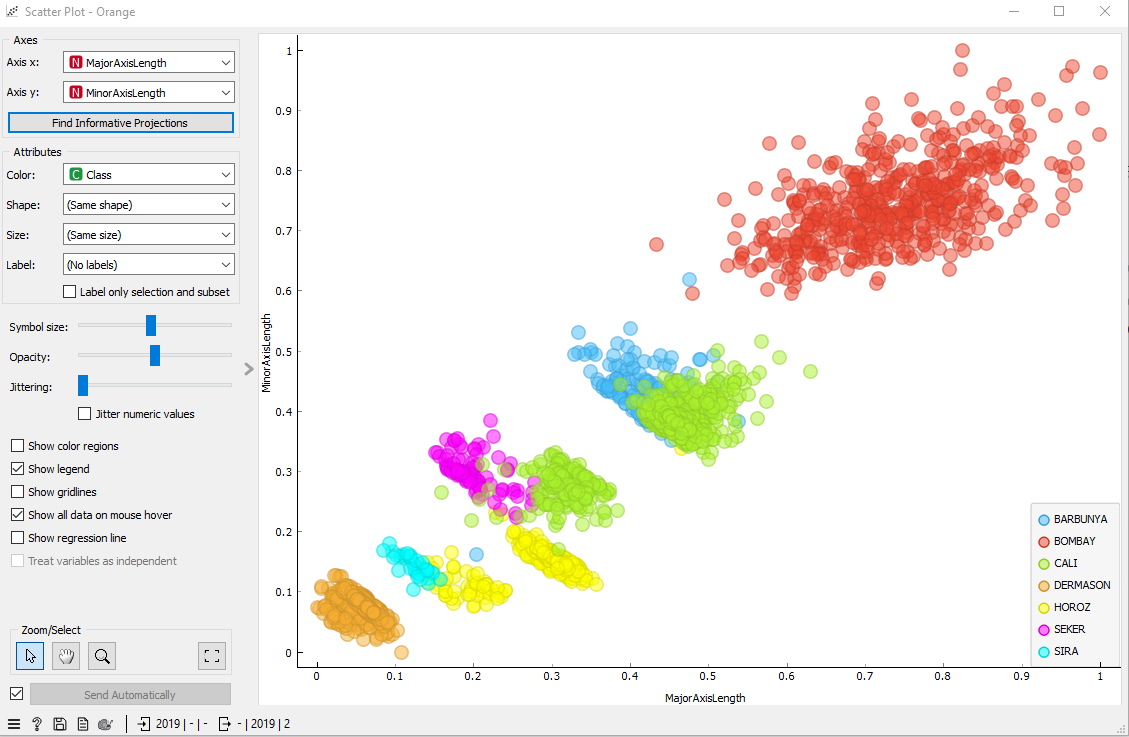 Scatter Plot - Orange
Axes
Axis x: N MajorAxisLength
Axis y: N MinorAxisLength
Find Informative Projections
Attributes
Color: C Class
Shape: (Same shape)
Size: (Same size)
Label: (No labels)
Label only selection and subset
Symbol size:
Opacity:
Jittering:
Jitter numeric values
Show color regions
Show legend
Show gridlines
Show all data on mouse hover
Show regression line
Treat variables as independent
Zoom/Select
Send Automatically
? 2019 | - | - - | 2019 | 2
MinorAxisLength
1
0.9
0.8
0.7
0.6
0.5
0.4
0.3
0.2
0.1
0
0 0.1 0.2 0.3 0.4 0.5 0.6 0.7 0.8 0.9 1
MajorAxisLength
BARBUNYA
BOMBAY
CALI
DERMASON
HOROZ
SEKER
SIRA